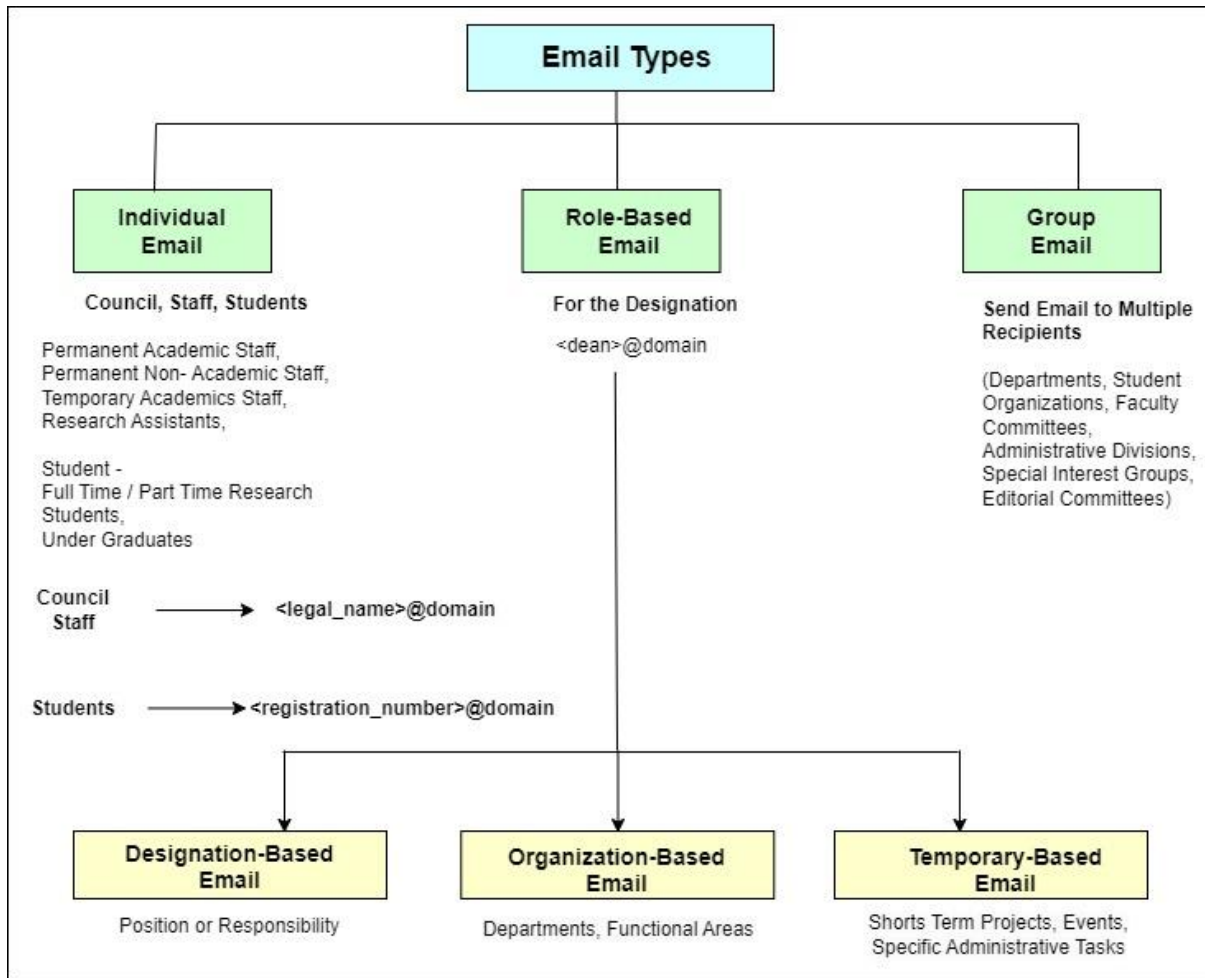 Email Types
Individual
Email
Council, Staff, Students
Permanent Academic Staff,
Permanent Non- Academic Staff,
Temporary Academics Staff,
Research Assistants,
Student -
Full Time / Part Time Research
Students,
Under Graduates
Council
Staff
<legal_name>@domain
Students
<registration_number>@domain
Role-Based
Email
For the Designation
<dean>@domain
Group
Email
Send Email to Multiple
Recipients
(Departments, Student
Organizations, Faculty
Committees,
Administrative Divisions,
Special Interest Groups,
Editorial Committees)
Designation-Based
Email
Position or Responsibility
Organization-Based
Email
Departments, Functional Areas
Temporary-Based
Email
Shorts Term Projects, Events,
Specific Administrative Tasks